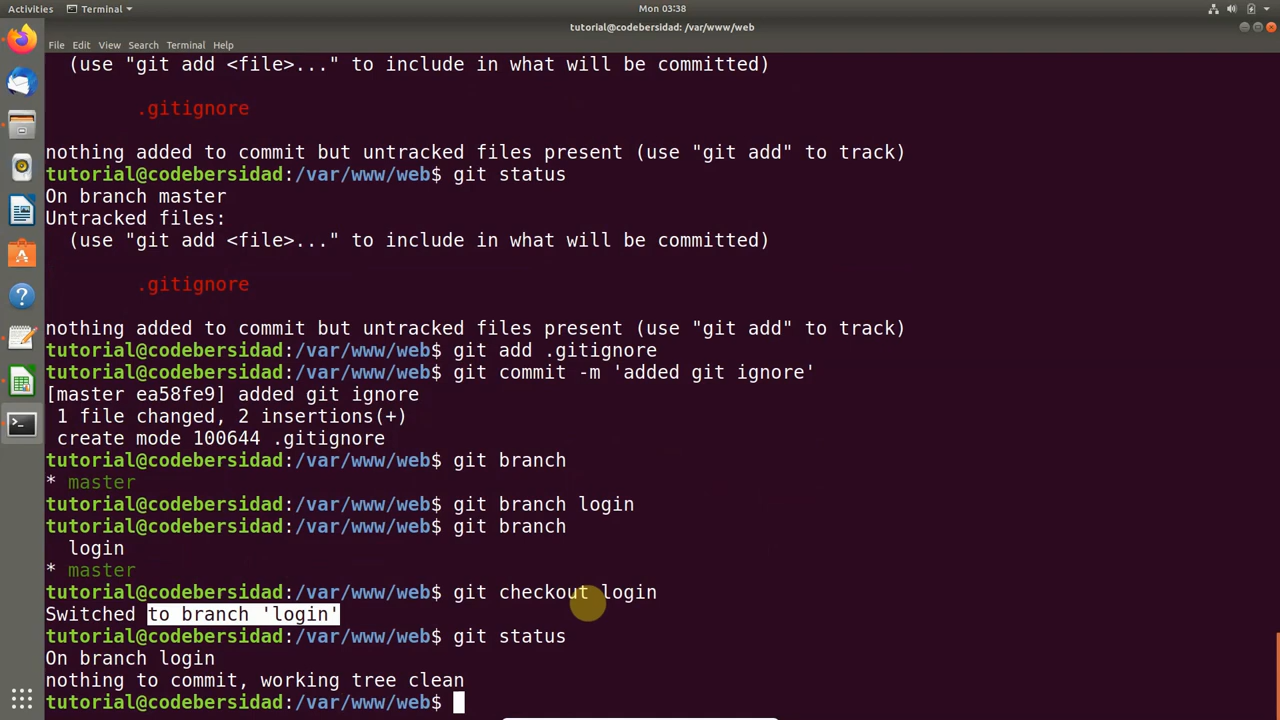 Activities
Terminal
Mon 03:38
tutorial@codebersidad: /var/www/web
File Edit View Search Terminal Help
(use "git add <file>..." to include in what will be committed)
.gitignore
nothing added to commit but untracked files present (use "git add" to track)
tutorial@codebersidad:/var/www/web$ git status
On branch master
Untracked files:
(use "git add <file>..." to include in what will be committed)
.gitignore
nothing added to commit but untracked files present (use "git add" to track)
tutorial@codebersidad:/var/www/web$ git add .gitignore
tutorial@codebersidad:/var/www/web$ git commit -m 'added git ignore'
[master ea58fe9] added git ignore
1 file changed, 2 insertions(+)
create mode 100644 .gitignore
tutorial@codebersidad:/var/www/web$ git branch
* master
tutorial@codebersidad:/var/www/web$ git branch login
tutorial@codebersidad:/var/www/web$ git branch
login
* master
tutorial@codebersidad:/var/www/web$ git checkout login
Switched to branch 'login'
tutorial@codebersidad:/var/www/web$ git status
On branch login
nothing to commit, working tree clean
tutorial@codebersidad:/var/www/web$